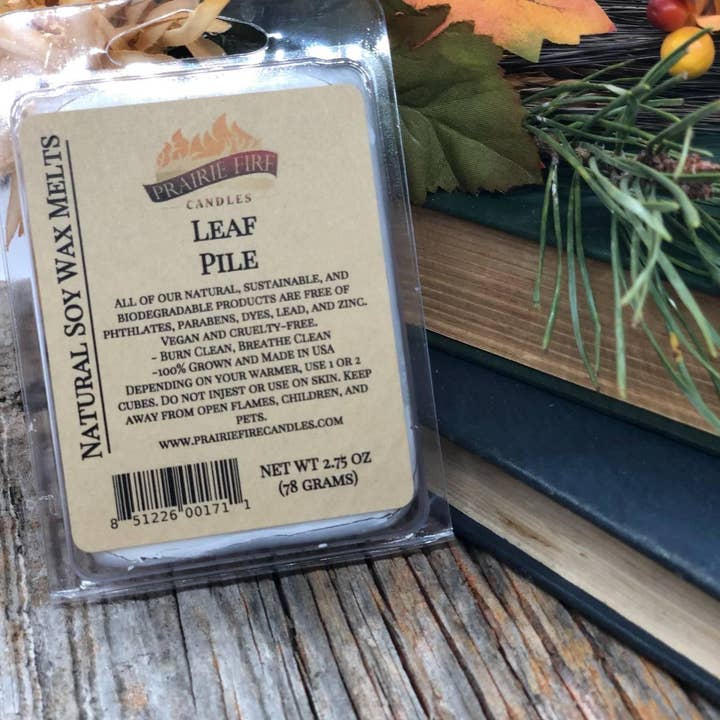 PRAIRIE FIRE
CANDLES
LEAF
PILE
NATURAL SOY WAX MELTS
ALL OF OUR NATURAL, SUSTAINABLE, AND
BIODEGRADABLE PRODUCTS ARE FREE OF
PHTHLATES, PARABENS, DYES, LEAD, AND ZINC.
VEGAN AND CRUELTY-FREE.
- BURN CLEAN, BREATHE CLEAN
-100% GROWN AND MADE IN USA
DEPENDING ON YOUR WARMER, USE 1 OR 2
CUBES. DO NOT INJEST OR USE ON SKIN. KEEP
AWAY FROM OPEN FLAMES, CHILDREN, AND
PETS.
WWW.PRAIRIEFIRECANDLES.COM
8 51226 00171 1
NET WT 2.75 OZ
(78 GRAMS)